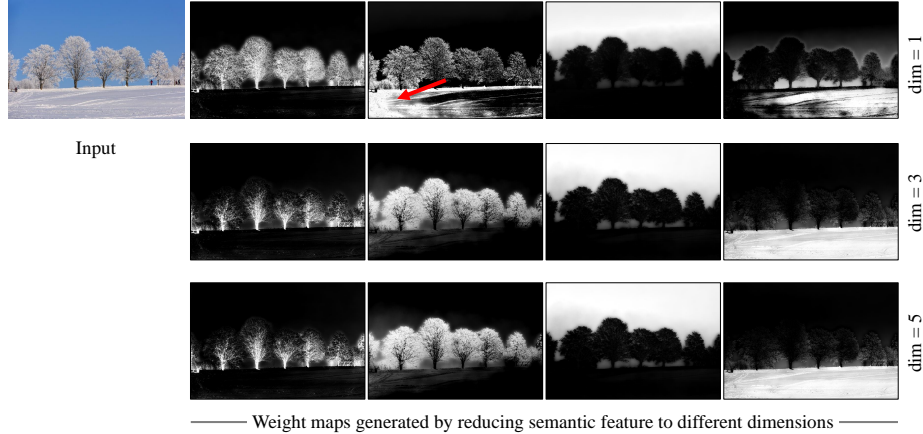 dim = 1
Input
dim = 3
dim = 5
Weight maps generated by reducing semantic feature to different dimensions